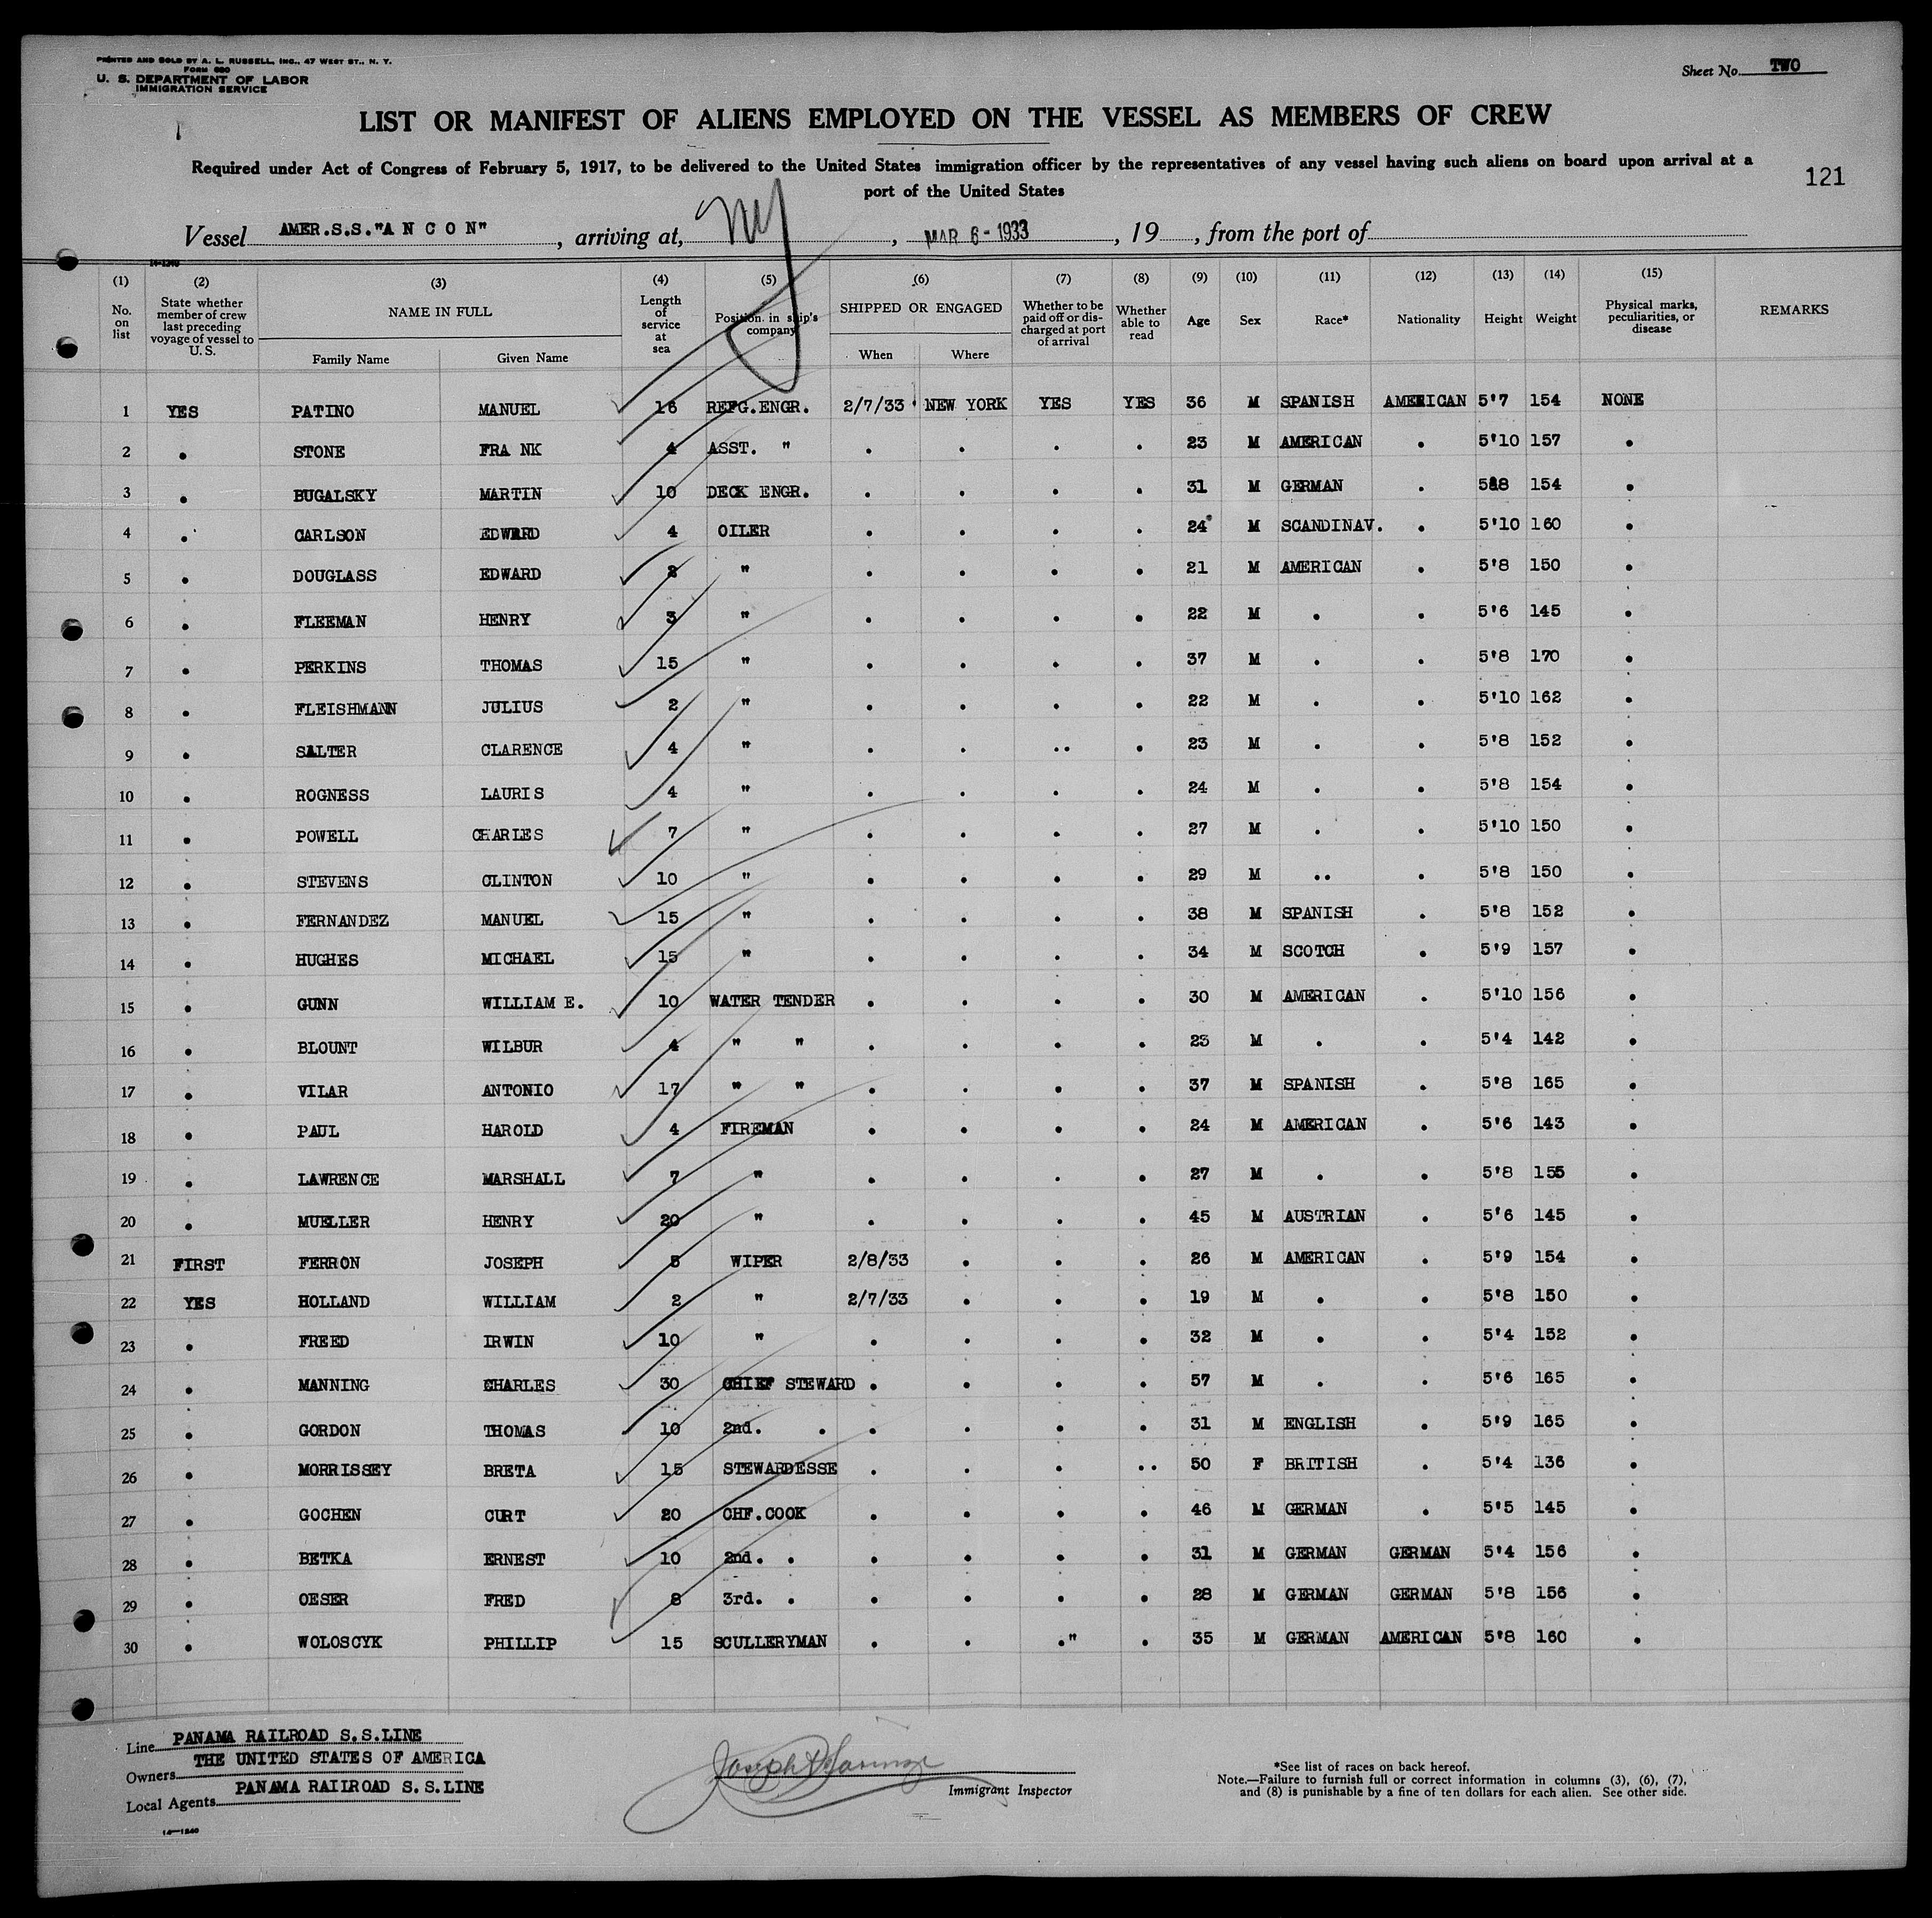 PRINTED AND SOLD BY A. L. RUSSELL, INC., 47 WEST ST., N. Y.
FORM 680
U. S. DEPARTMENT OF LABOR
IMMIGRATION SERVICE
Sheet No. TWO
LIST OR MANIFEST OF ALIENS EMPLOYED ON THE VESSEL AS MEMBERS OF CREW
Required under Act of Congress of February 5, 1917, to be delivered to the United States immigration officer by the representatives of any vessel having such aliens on board upon arrival at a
port of the United States
121
Vessel AMER.S.S."A N C O N", arriving at, NY, MAR 6 - 1933, 19 , from the port of
14-1240
(1) (2) (3) (4) (5) (6) (7) (8) (9) (10) (11) (12) (13) (14) (15)
No. on list State whether member of crew last preceding voyage of vessel to U. S. NAME IN FULL Length of service at sea Position in ship's company SHIPPED OR ENGAGED Whether to be paid off or discharged at port of arrival Whether able to read Age Sex Race* Nationality Height Weight Physical marks, peculiarities, or disease REMARKS
Family Name Given Name When Where
1 YES PATINO MANUEL 16 REFG.ENGR. 2/7/33 NEW YORK YES YES 36 M SPANISH AMERICAN 5'7 154 NONE
2 . STONE FRA NK 4 ASST. " . . . . 23 M AMERICAN . 5'10 157 .
3 . BUGALSKY MARTIN 10 DECK ENGR. . . . . 31 M GERMAN . 5'8 154 .
4 . CARLSON EDWARD 4 OILER . . . . 24 M SCANDINAV. . 5'10 160 .
5 . DOUGLASS EDWARD 2 " . . . . 21 M AMERICAN . 5'8 150 .
6 . FLEEMAN HENRY 3 " . . . . 22 M . . 5'6 145 .
7 . PERKINS THOMAS 15 " . . . . 37 M . . 5'8 170 .
8 . FLEISHMANN JULIUS 2 " . . . . 22 M . . 5'10 162 .
9 . SALTER CLARENCE 4 " . . .. . 23 M . . 5'8 152 .
10 . ROGNESS LAURIS 4 " . . . . 24 M . . 5'8 154 .
11 . POWELL CHARLES 7 " . . . . 27 M . . 5'10 150 .
12 . STEVENS CLINTON 10 " . . . . 29 M .. . 5'8 150 .
13 . FERNANDEZ MANUEL 15 " . . . . 38 M SPANISH . 5'8 152 .
14 . HUGHES MICHAEL 15 " . . . . 34 M SCOTCH . 5'9 157 .
15 . GUNN WILLIAM E. 10 WATER TENDER . . . . 30 M AMERICAN . 5'10 156 .
16 . BLOUNT WILBUR 4 " " . . . . 23 M . . 5'4 142 .
17 . VILAR ANTONIO 17 " " . . . . 37 M SPANISH . 5'8 165 .
18 . PAUL HAROLD 4 FIREMAN . . . . 24 M AMERICAN . 5'6 143 .
19 . LAWRENCE MARSHALL 7 " . . . . 27 M . . 5'8 155 .
20 . MUELLER HENRY 20 " . . . . 45 M AUSTRIAN . 5'6 145 .
21 FIRST FERRON JOSEPH 5 WIPER 2/8/33 . . . 26 M AMERICAN . 5'9 154 .
22 YES HOLLAND WILLIAM 2 " 2/7/33 . . . 19 M . . 5'8 150 .
23 . FREED IRWIN 10 " . . . . 32 M . . 5'4 152 .
24 . MANNING CHARLES 30 CHIEF STEWARD . . . . 57 M . . 5'6 165 .
25 . GORDON THOMAS 10 2nd. . . . . . 31 M ENGLISH . 5'9 165 .
26 . MORRISSEY BRETA 15 STEWARDESSE . . . .. 50 F BRITISH . 5'4 136 .
27 . GOCHEN CURT 20 CHF.COOK . . . . 46 M GERMAN . 5'5 145 .
28 . BETKA ERNEST 10 2nd. . . . . . 31 M GERMAN GERMAN 5'4 156 .
29 . OESER FRED 8 3rd. . . . . . 28 M GERMAN GERMAN 5'8 156 .
30 . WOLOSCYK PHILLIP 15 SCULLERYMAN . . ." . 35 M GERMAN AMERICAN 5'8 160 .
Line PANAMA RAILROAD S.S.LINE
Owners THE UNITED STATES OF AMERICA
Local Agents PANAMA RAILROAD S.S.LINE
14-1240
Joseph
Immigrant Inspector
*See list of races on back hereof.
Note.—Failure to furnish full or correct information in columns (3), (6), (7),
and (8) is punishable by a fine of ten dollars for each alien. See other side.